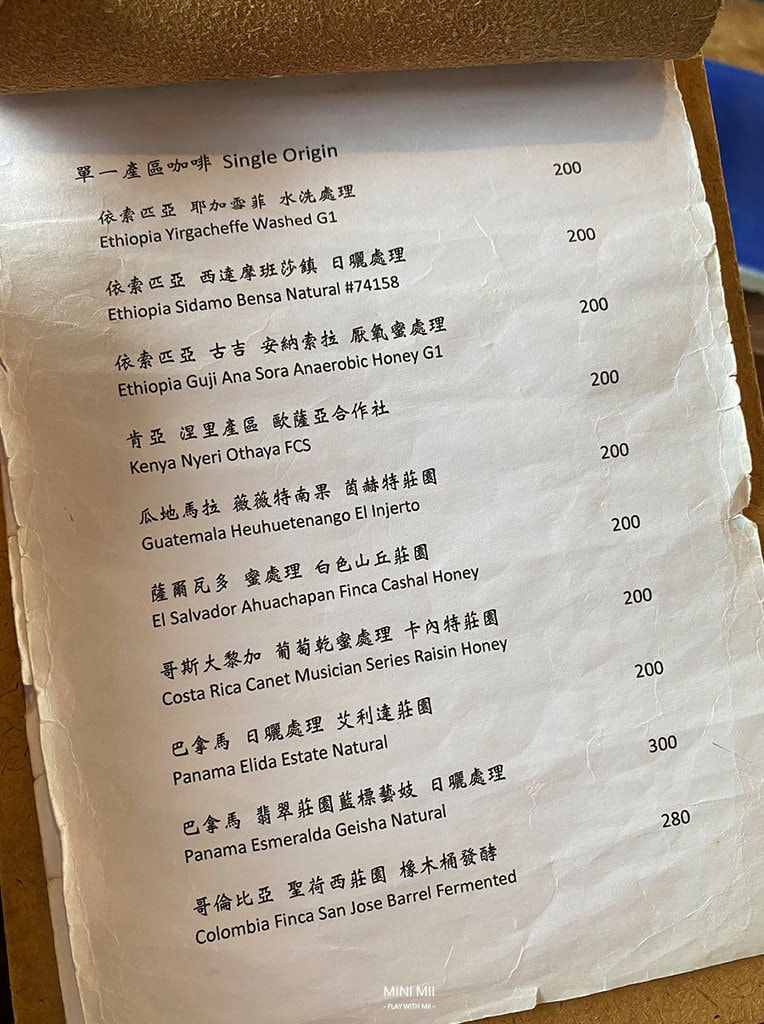 單一產區咖啡 Single Origin
依索匹亞 耶加雪菲 水洗處理 200
Ethiopia Yirgacheffe Washed G1
依索匹亞 西達摩班莎鎮 日曬處理 200
Ethiopia Sidamo Bensa Natural #74158
依索匹亞 古吉 安納索拉 厭氧蜜處理 200
Ethiopia Guji Ana Sora Anaerobic Honey G1
肯亞 涅里產區 歐薩亞合作社 200
Kenya Nyeri Othaya FCS
瓜地馬拉 薇薇特南果 茵赫特莊園 200
Guatemala Heuhuetenango El Injerto
薩爾瓦多 蜜處理 白色山丘莊園 200
El Salvador Ahuachapan Finca Cashal Honey
哥斯大黎加 葡萄乾蜜處理 卡內特莊園 200
Costa Rica Canet Musician Series Raisin Honey
巴拿馬 日曬處理 艾利達莊園 200
Panama Elida Estate Natural
巴拿馬 翡翠莊園藍標藝妓 日曬處理 300
Panama Esmeralda Geisha Natural
哥倫比亞 聖荷西莊園 橡木桶發酵 280
Colombia Finca San Jose Barrel Fermented
MINI MII
- PLAY WITH MII -